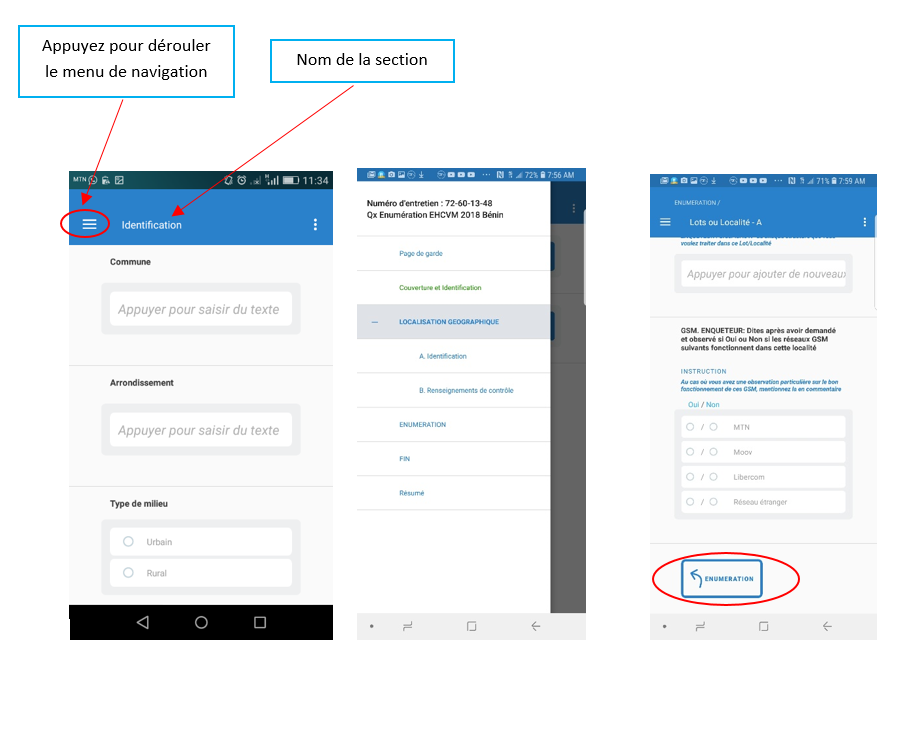 Appuyez pour dérouler
le menu de navigation
Nom de la section
MTN
11:34
Identification
Commune
Appuyer pour saisir du texte
Arrondissement
Appuyer pour saisir du texte
Type de milieu
Urbain
Rural
72% 7:56 AM
Numéro d'entretien : 72-60-13-48
Qx Enumération EHCVM 2018 Bénin
Page de garde
Couverture et Identification
LOCALISATION GEOGRAPHIQUE
A. Identification
B. Renseignements de contrôle
ENUMERATION
FIN
Résumé
71% 7:59 AM
ENUMERATION /
Lots ou Localité - A
voulez traiter dans ce Lot/Localité
Appuyer pour ajouter de nouveaux
GSM. ENQUETEUR: Dites après avoir demandé
et observé si Oui ou Non si les réseaux GSM
suivants fonctionnent dans cette localité
INSTRUCTION
Au cas où vous avez une observation particulière sur le bon
fonctionnement de ces GSM, mentionnez la en commentaire
Oui / Non
/ MTN
/ Moov
/ Libercom
/ Réseau étranger
ENUMERATION